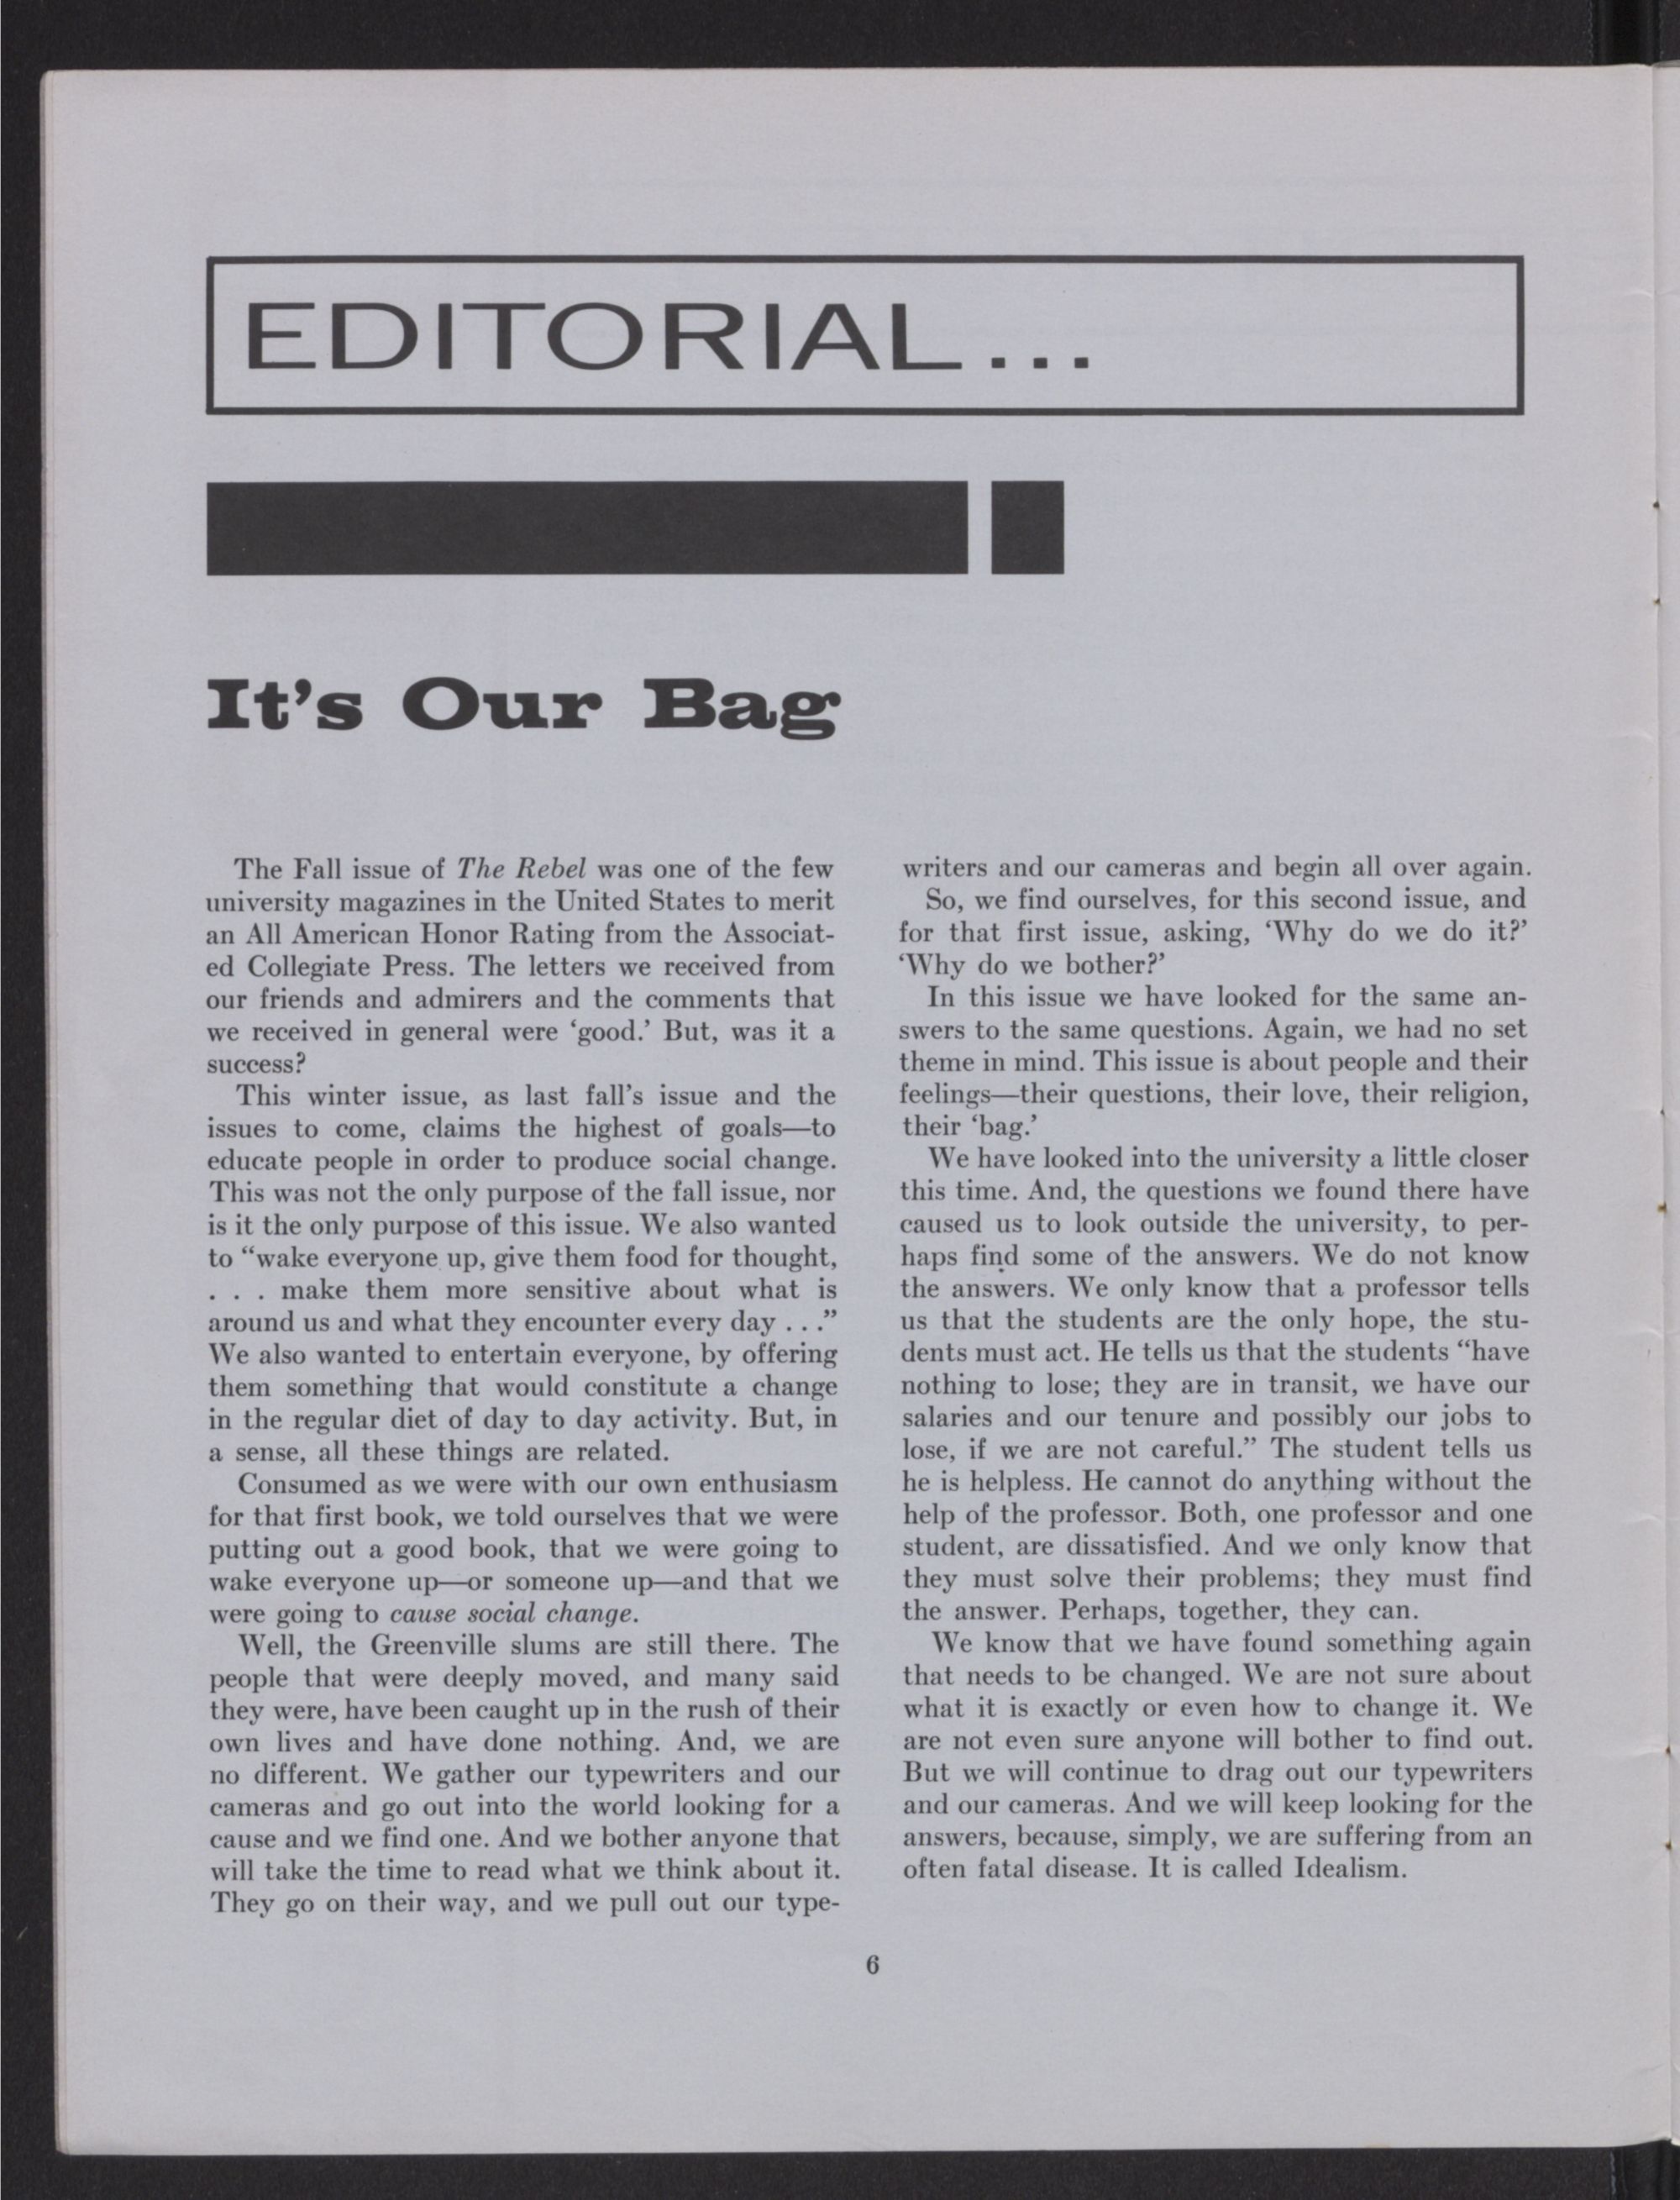 EDITORIAL...
It's Our Bag
The Fall issue of The Rebel was one of the few
university magazines in the United States to merit
an All American Honor Rating from the Associat-
ed Collegiate Press. The letters we received from
our friends and admirers and the comments that
we received in general were ‘good.’ But, was it a
success?
This winter issue, as last fall’s issue and the
issues to come, claims the highest of goals—to
educate people in order to produce social change.
This was not the only purpose of the fall issue, nor
is it the only purpose of this issue. We also wanted
to “wake everyone up, give them food for thought,
. . . make them more sensitive about what is
around us and what they encounter every day . . .”
We also wanted to entertain everyone, by offering
them something that would constitute a change
in the regular diet of day to day activity. But, in
a sense, all these things are related.
Consumed as we were with our own enthusiasm
for that first book, we told ourselves that we were
putting out a good book, that we were going to
wake everyone up—or someone up—and that we
were going to cause social change.
Well, the Greenville slums are still there. The
people that were deeply moved, and many said
they were, have been caught up in the rush of their
own lives and have done nothing. And, we are
no different. We gather our typewriters and our
cameras and go out into the world looking for a
cause and we find one. And we bother anyone that
will take the time to read what we think about it.
They go on their way, and we pull out our type-
writers and our cameras and begin all over again.
So, we find ourselves, for this second issue, and
for that first issue, asking, ‘Why do we do it?’
‘Why do we bother?’
In this issue we have looked for the same an-
swers to the same questions. Again, we had no set
theme in mind. This issue is about people and their
feelings—their questions, their love, their religion,
their ‘bag.’
We have looked into the university a little closer
this time. And, the questions we found there have
caused us to look outside the university, to per-
haps find some of the answers. We do not know
the answers. We only know that a professor tells
us that the students are the only hope, the stu-
dents must act. He tells us that the students “have
nothing to lose; they are in transit, we have our
salaries and our tenure and possibly our jobs to
lose, if we are not careful.” The student tells us
he is helpless. He cannot do anything without the
help of the professor. Both, one professor and one
student, are dissatisfied. And we only know that
they must solve their problems; they must find
the answer. Perhaps, together, they can.
We know that we have found something again
that needs to be changed. We are not sure about
what it is exactly or even how to change it. We
are not even sure anyone will bother to find out.
But we will continue to drag out our typewriters
and our cameras. And we will keep looking for the
answers, because, simply, we are suffering from an
often fatal disease. It is called Idealism.
6